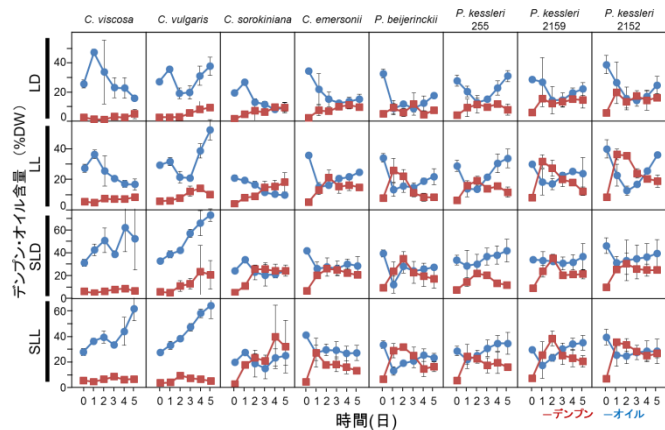 C. viscosa C. vulgaris C. sorokiniana C. emersonii P. beijerinckii P. kessleri 255 P. kessleri 2159 P. kessleri 2152
デンプン・オイル含量(%DW)
LD
40
20
0
LL
40
20
0
SLD
60
40
20
0
SLL
60
40
20
0
0 1 2 3 4 5 0 1 2 3 4 5 0 1 2 3 4 5 0 1 2 3 4 5 0 1 2 3 4 5 0 1 2 3 4 5 0 1 2 3 4 5 0 1 2 3 4 5
時間(日)
デンプン オイル